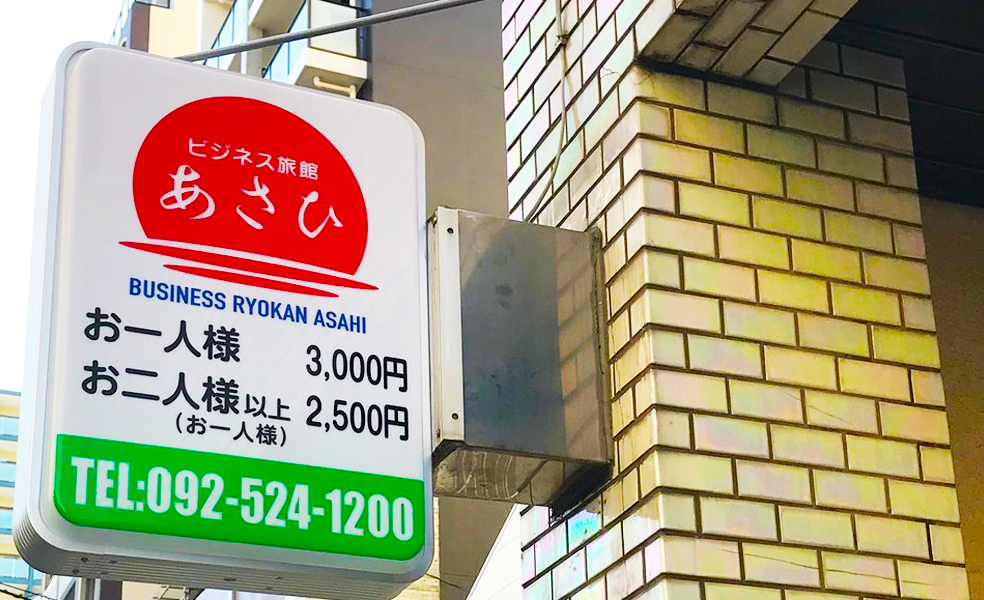 ビジネス旅館
あさひ
BUSINESS RYOKAN ASAHI
お一人様 3,000円
お二人様以上 2,500円
(お一人様)
TEL:092-524-1200